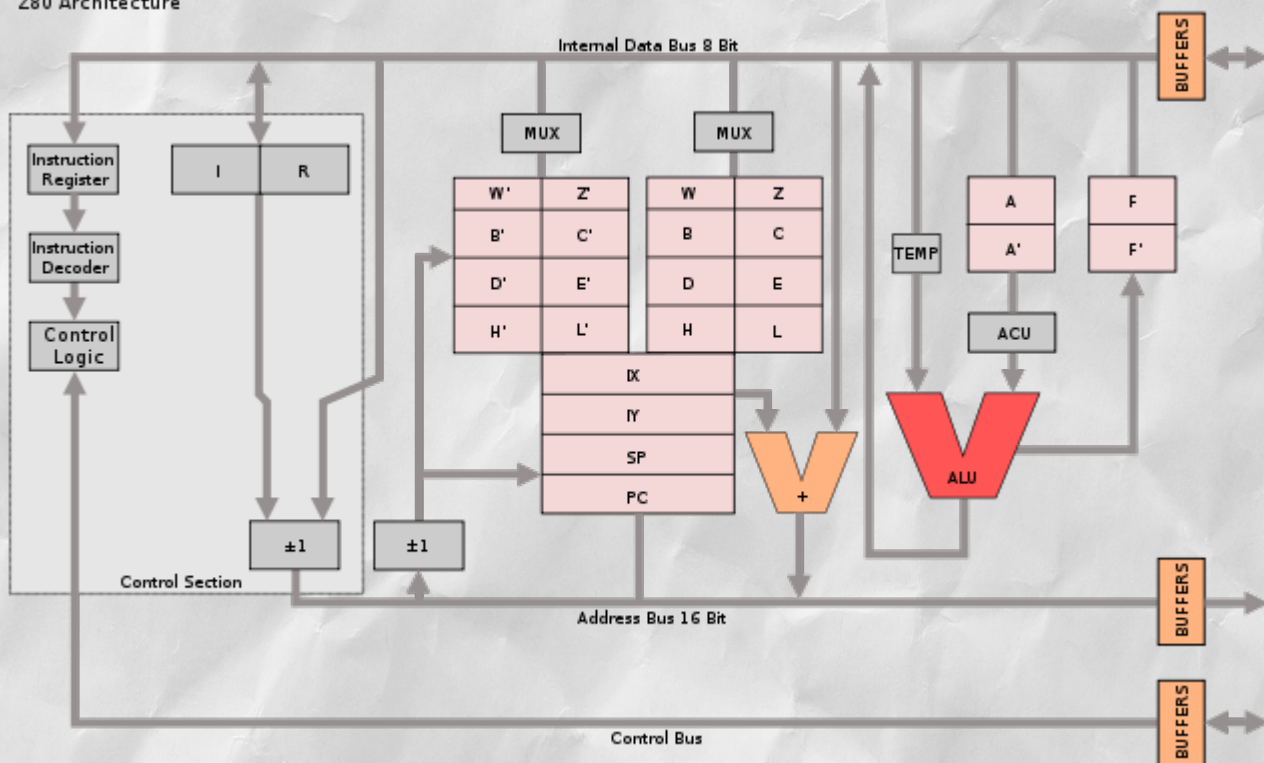 Z80 Architecture
Internal Data Bus 8 Bit
BUFFERS
MUX
MUX
Instruction
Register
I
R
W'
Z'
W
Z
A
F
B'
C'
B
C
Instruction
Decoder
TEMP
A'
F'
D'
E'
D
E
Control
Logic
H'
L'
H
L
ACU
IX
IY
SP
ALU
PC
+
±1
±1
Control Section
BUFFERS
Address Bus 16 Bit
BUFFERS
Control Bus